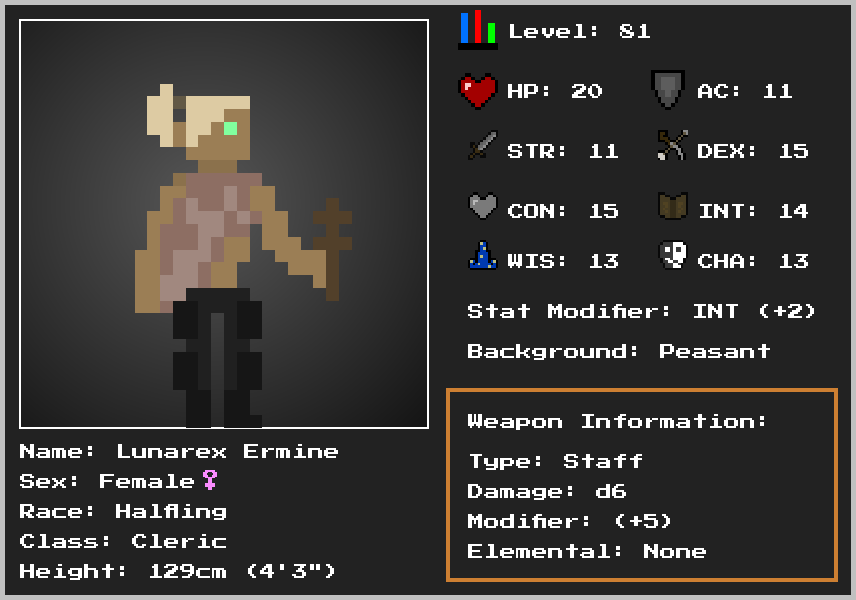 Level: 81
HP: 20 AC: 11
STR: 11 DEX: 15
CON: 15 INT: 14
WIS: 13 CHA: 13
Stat Modifier: INT (+2)
Background: Peasant
Weapon Information:
Type: Staff
Damage: d6
Modifier: (+5)
Elemental: None
Name: Lunarex Ermine
Sex: Female♀
Race: Halfling
Class: Cleric
Height: 129cm (4'3")